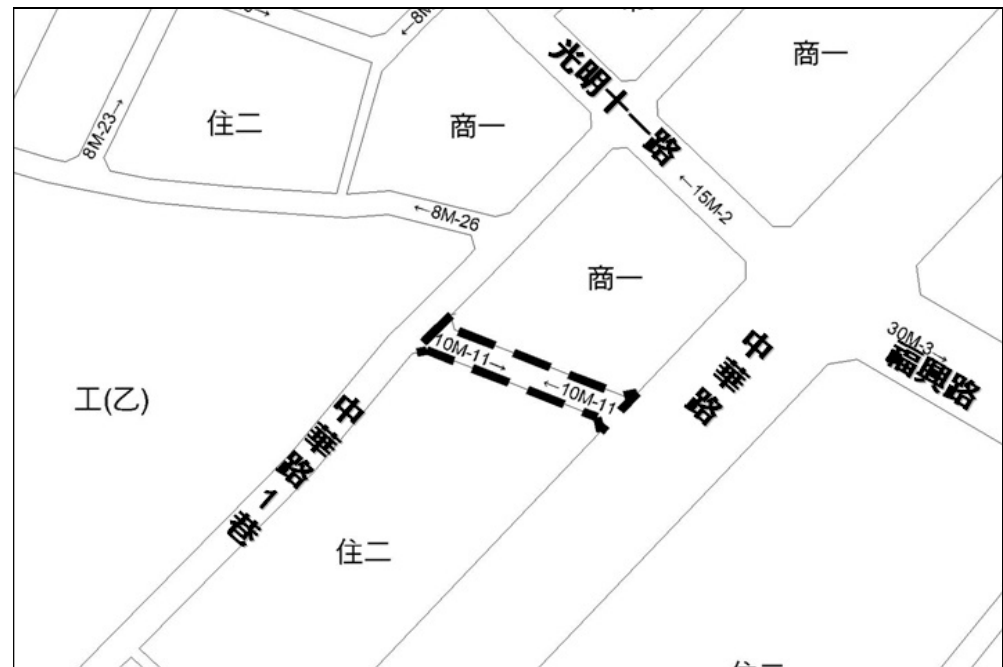 商一
光明十一路
8M-23→
住二
商一
←15M-2
←8M-26
商一
30M-3→
福興路
中華路
10M-11→
←10M-11
工(乙)
中華路1巷
住二